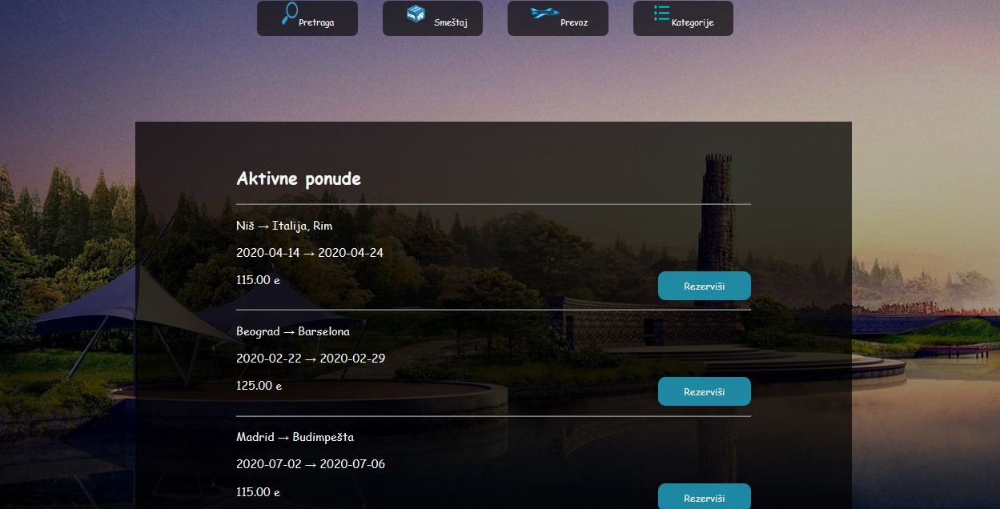 Pretraga
Smeštaj
Prevoz
Kategorije
Aktivne ponude
Niš → Italija, Rim
2020-04-14 → 2020-04-24
115.00 e
Rezerviši
Beograd → Barselona
2020-02-22 → 2020-02-29
125.00 e
Rezerviši
Madrid → Budimpešta
2020-07-02 → 2020-07-06
115.00 e
Rezerviši